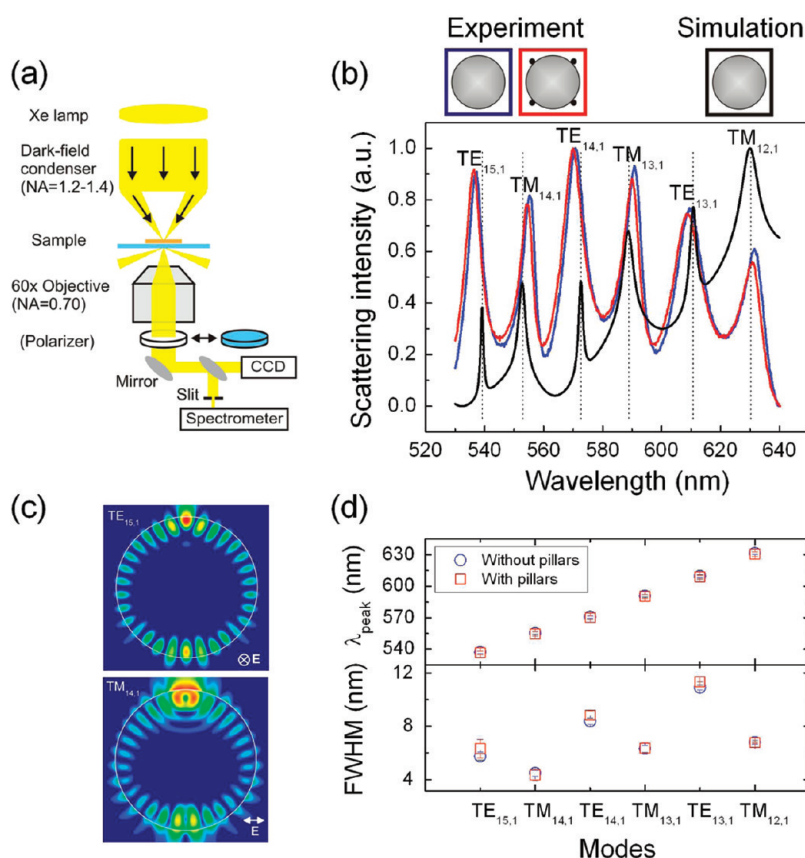 Experiment
Simulation
(a)
Xe lamp
Dark-field
condenser
(NA=1.2-1.4)
Sample
60x Objective
(NA=0.70)
(Polarizer)
Mirror
CCD
Slit
Spectrometer
(b)
Scattering intensity (a.u.)
1.0
0.8
0.6
0.4
0.2
0.0
TE15,1
TM14,1
TE14,1
TM13,1
TE13,1
TM12,1
520 540 560 580 600 620 640
Wavelength (nm)
(c)
TE15,1
⊗E
TM14,1
E
(d)
λpeak (nm)
630
600
570
540
Without pillars
With pillars
FWHM (nm)
12
8
4
TE15,1 TM14,1 TE14,1 TM13,1 TE13,1 TM12,1
Modes